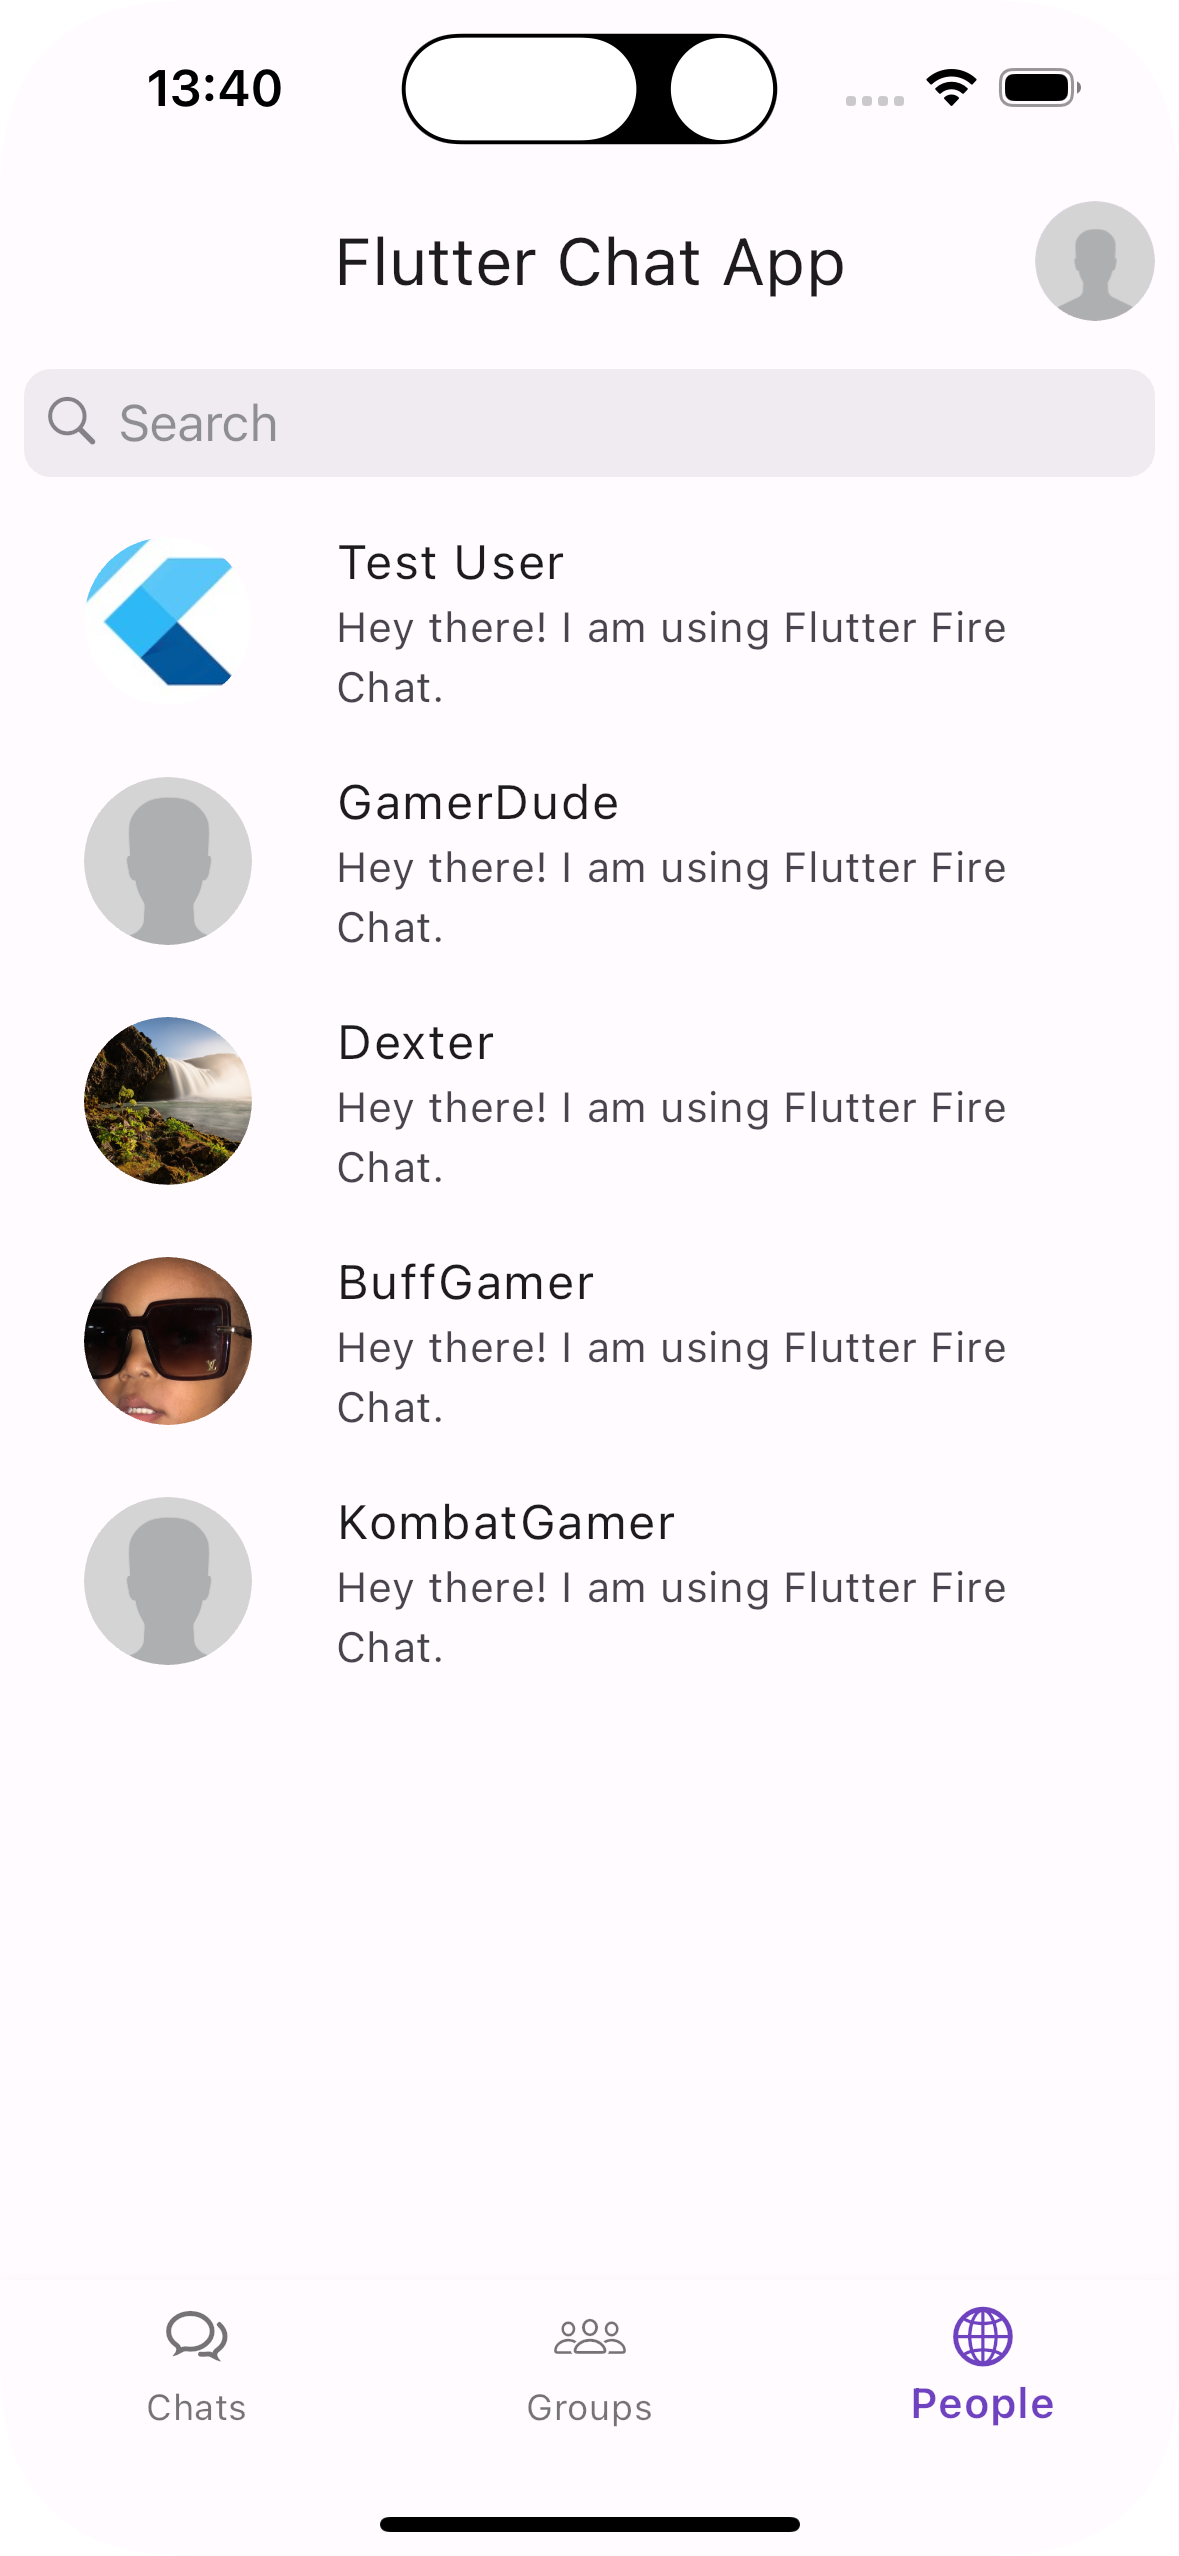 13:40
Flutter Chat App
Search
Test User
Hey there! I am using Flutter Fire
Chat.
GamerDude
Hey there! I am using Flutter Fire
Chat.
Dexter
Hey there! I am using Flutter Fire
Chat.
BuffGamer
Hey there! I am using Flutter Fire
Chat.
KombatGamer
Hey there! I am using Flutter Fire
Chat.
Chats
Groups
People